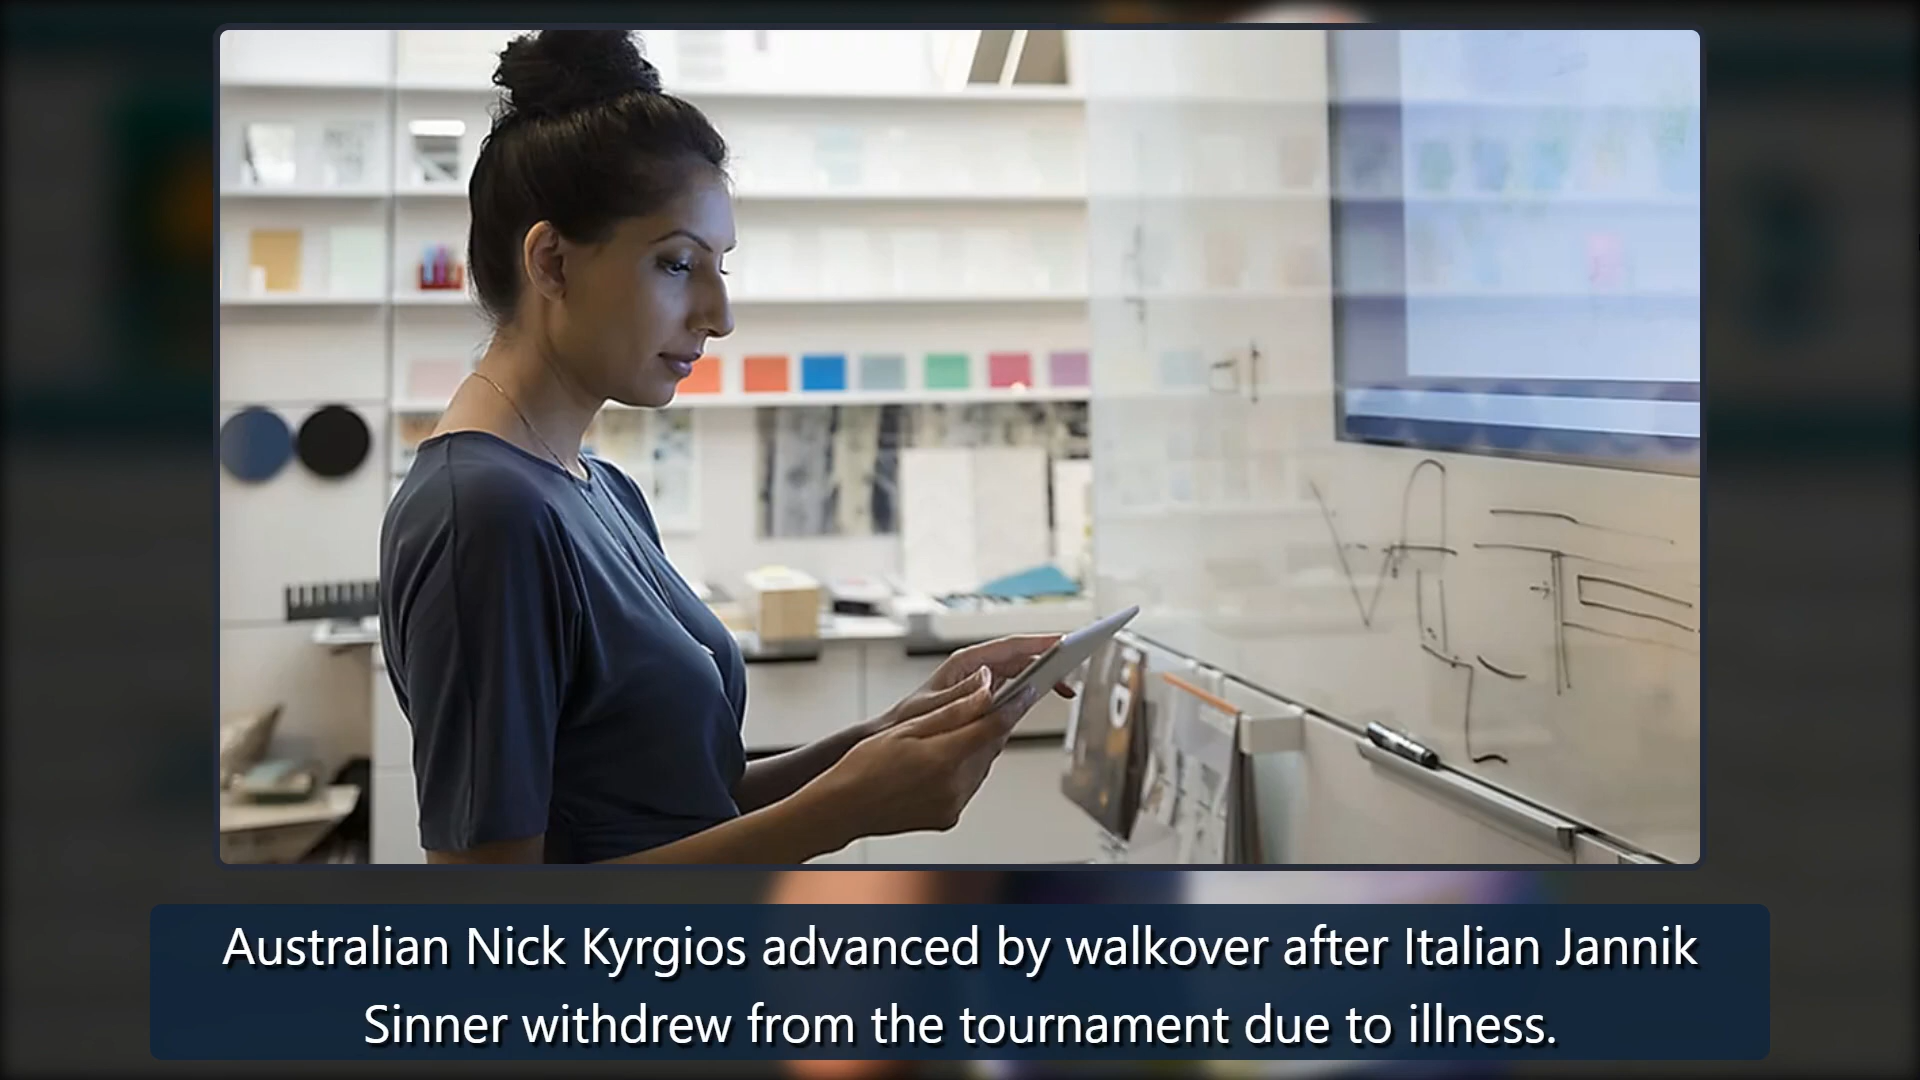 Australian Nick Kyrgios advanced by walkover after Italian Jannik
Sinner withdrew from the tournament due to illness.